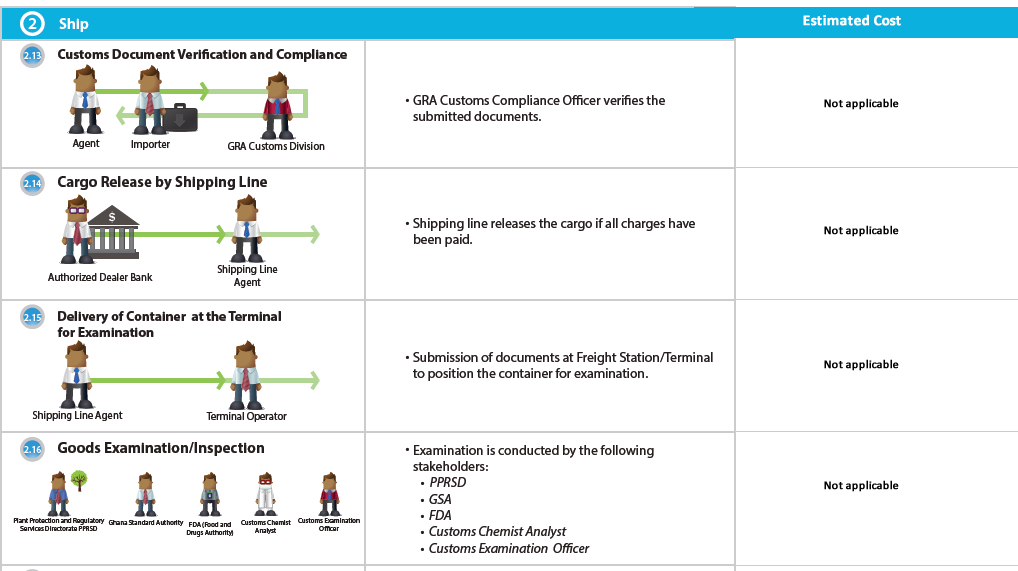 2 Ship
Estimated Cost
2.13 Customs Document Verification and Compliance
Agent
Importer
GRA Customs Division
• GRA Customs Compliance Officer verifies the
submitted documents.
Not applicable
2.14 Cargo Release by Shipping Line
$
Authorized Dealer Bank
Shipping Line
Agent
• Shipping line releases the cargo if all charges have
been paid.
Not applicable
2.15 Delivery of Container at the Terminal
for Examination
Shipping Line Agent
Terminal Operator
• Submission of documents at Freight Station/Terminal
to position the container for examination.
Not applicable
2.16 Goods Examination/Inspection
Plant Protection and Regulatory
Services Directorate PPRSD
Ghana Standard Authority
FDA (Food and
Drugs Authority)
Customs Chemist
Analyst
Customs Examination
Officer
• Examination is conducted by the following
stakeholders:
• PPRSD
• GSA
• FDA
• Customs Chemist Analyst
• Customs Examination Officer
Not applicable